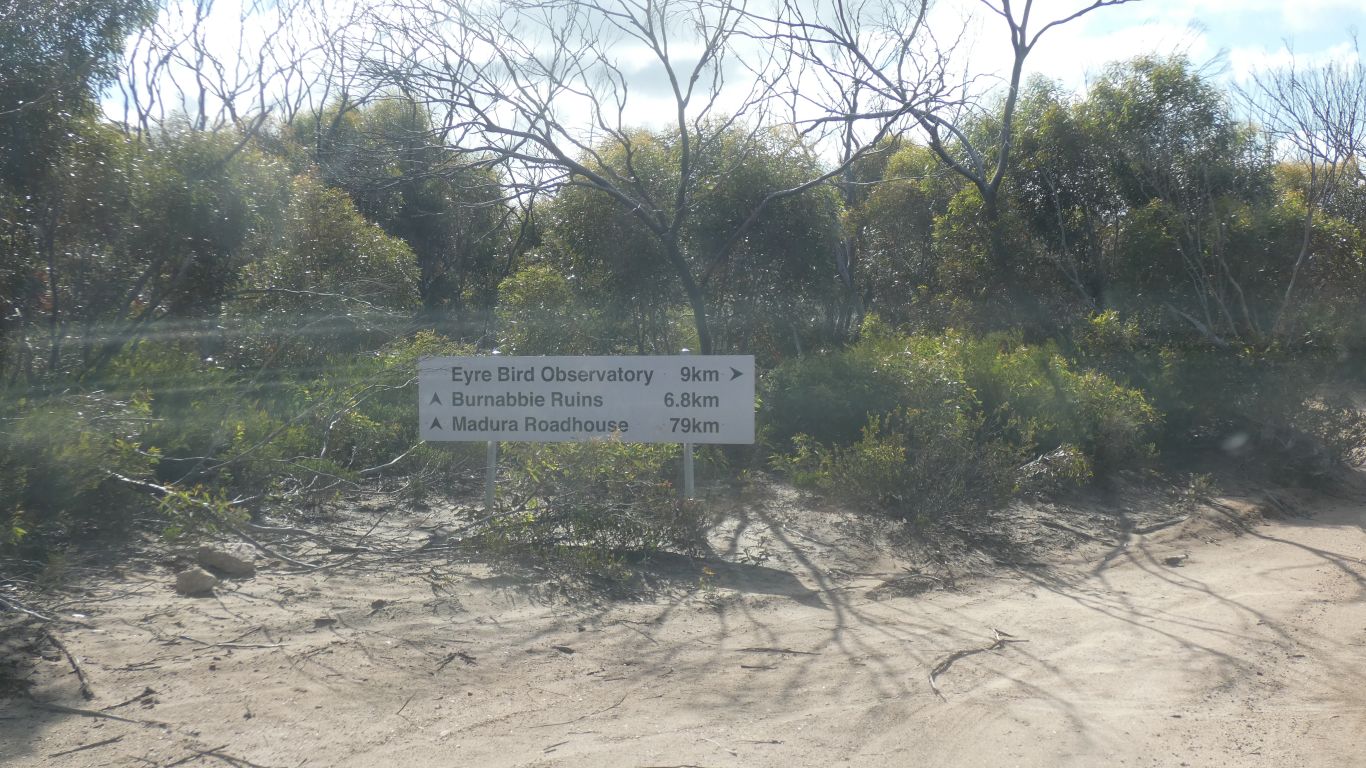 Eyre Bird Observatory 9km ➤
▲ Burnabbie Ruins 6.8km
▲ Madura Roadhouse 79km